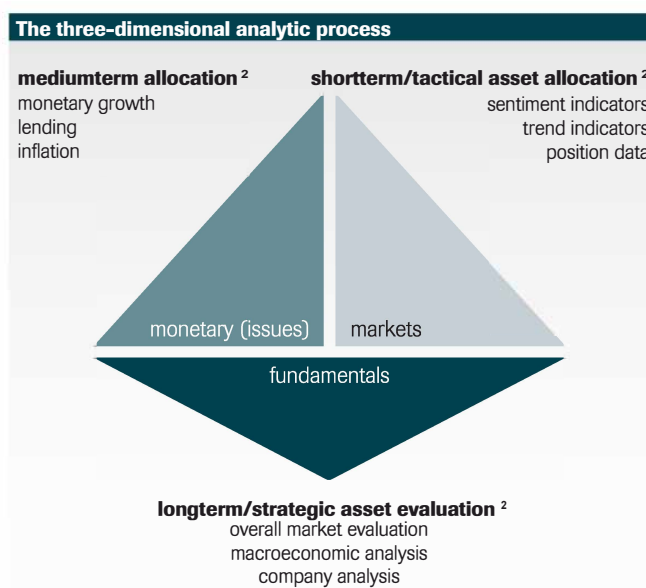 The three-dimensional analytic process
mediumterm allocation ²
monetary growth
lending
inflation
shortterm/tactical asset allocation ²
sentiment indicators
trend indicators
position data
monetary (issues)
markets
fundamentals
longterm/strategic asset evaluation ²
overall market evaluation
macroeconomic analysis
company analysis